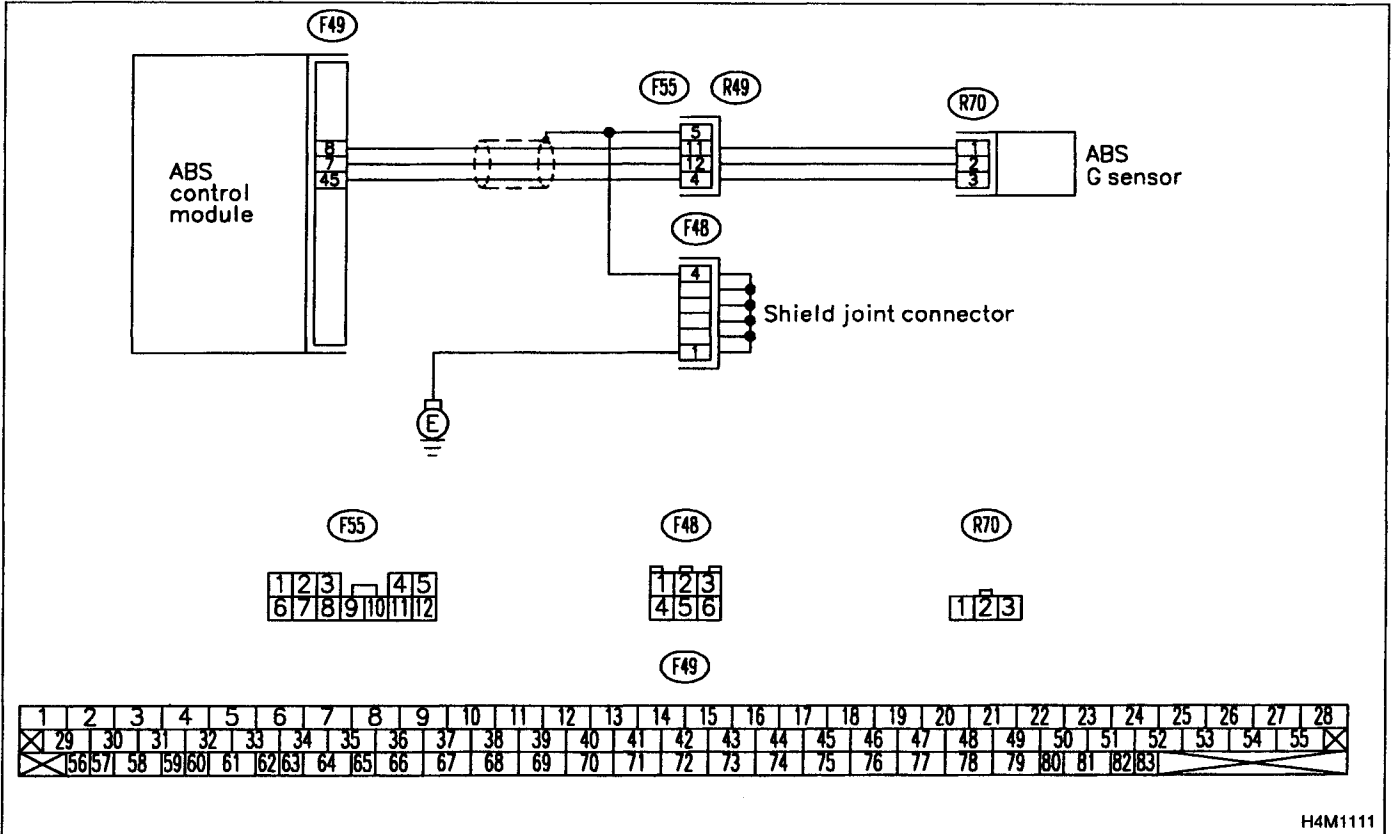 F49
F55 R49
R70
ABS
control
module
8
7
45
5
11
12
4
1
2
3
ABS
G sensor
F48
4
1
Shield joint connector
E
F55 F48 R70
1 2 3 4 5
6 7 8 9 10 11 12
1 2 3
4 5 6
1 2 3
F49
1 2 3 4 5 6 7 8 9 10 11 12 13 14 15 16 17 18 19 20 21 22 23 24 25 26 27 28
29 30 31 32 33 34 35 36 37 38 39 40 41 42 43 44 45 46 47 48 49 50 51 52 53 54 55
56 57 58 59 60 61 62 63 64 65 66 67 68 69 70 71 72 73 74 75 76 77 78 79 80 81 82 83
H4M1111